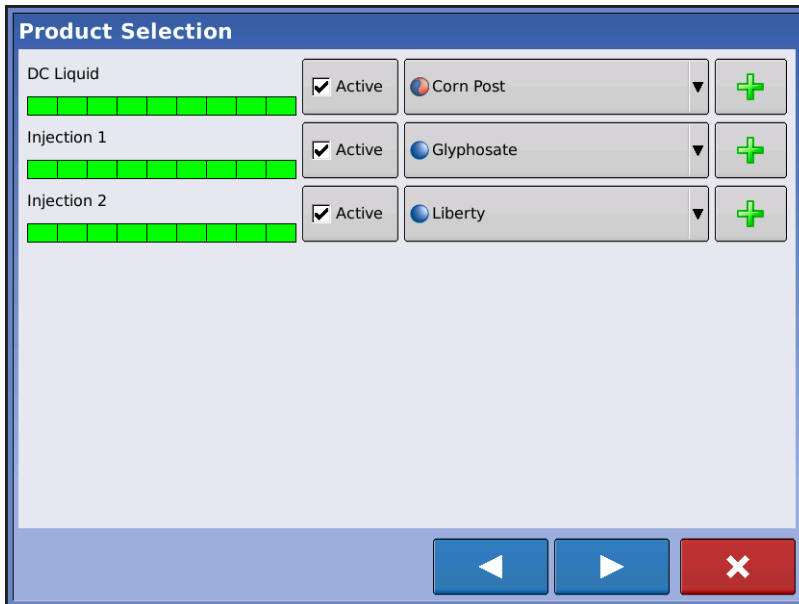 Product Selection
DC Liquid
Active
Corn Post
Injection 1
Active
Glyphosate
Injection 2
Active
Liberty